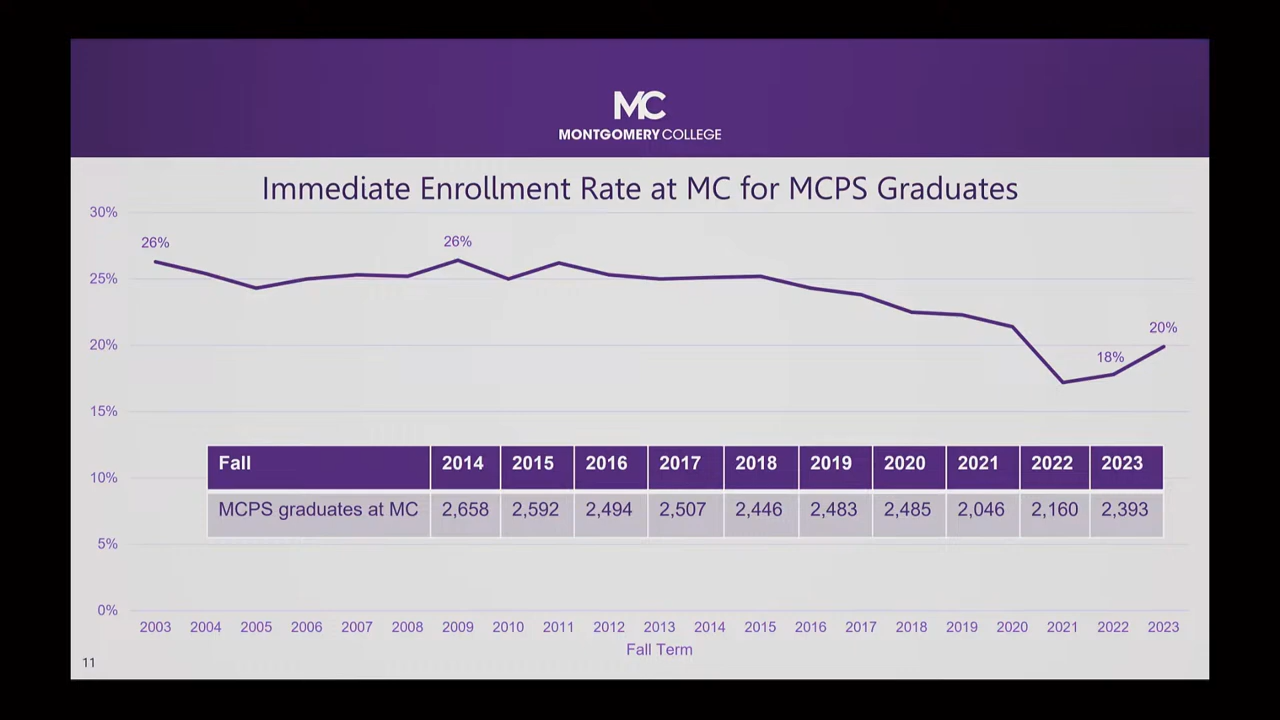 MC
MONTGOMERY COLLEGE
Immediate Enrollment Rate at MC for MCPS Graduates
30%
26%
26%
25%
20%
20%
18%
15%
10%
5%
0%
Fall 2014 2015 2016 2017 2018 2019 2020 2021 2022 2023
MCPS graduates at MC 2,658 2,592 2,494 2,507 2,446 2,483 2,485 2,046 2,160 2,393
2003 2004 2005 2006 2007 2008 2009 2010 2011 2012 2013 2014 2015 2016 2017 2018 2019 2020 2021 2022 2023
Fall Term
11